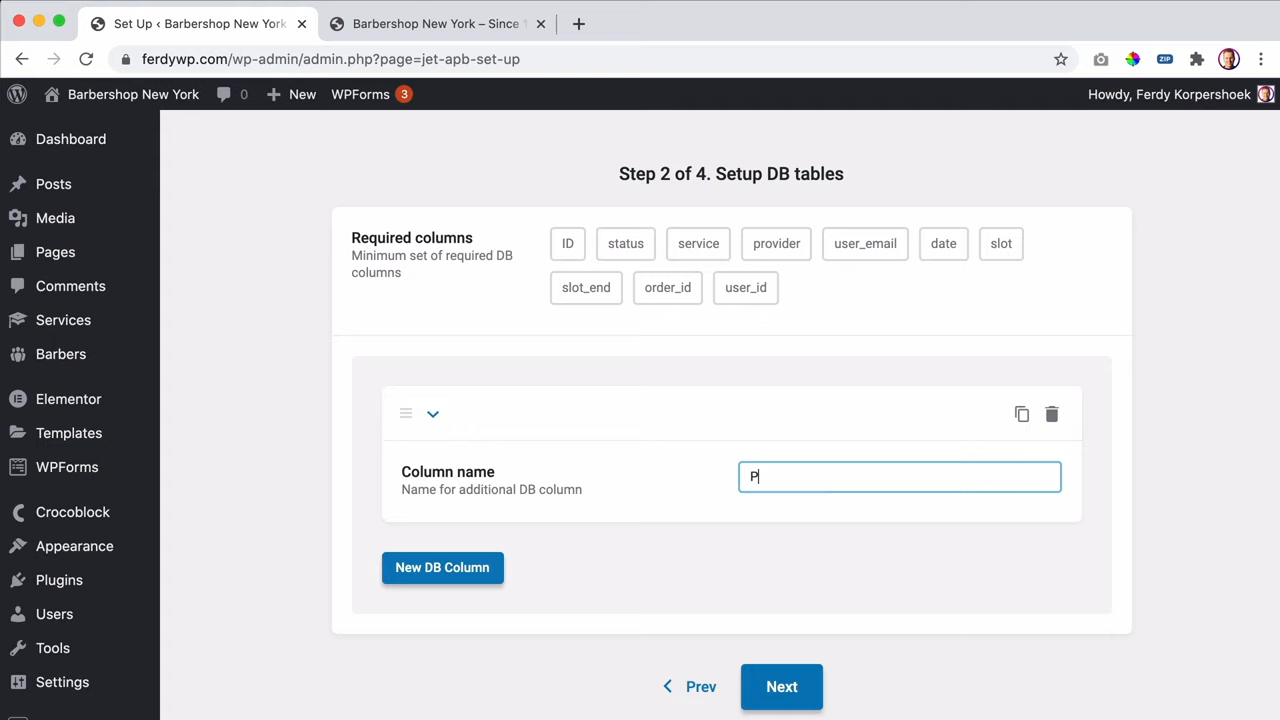 Set Up ‹ Barbershop New York
Barbershop New York – Since
ferdywp.com/wp-admin/admin.php?page=jet-apb-set-up
ZIP
Barbershop New York 0 New WPForms 3
Howdy, Ferdy Korpershoek
Dashboard
Posts
Media
Pages
Comments
Services
Barbers
Elementor
Templates
WPForms
Crocoblock
Appearance
Plugins
Users
Tools
Settings
Step 2 of 4. Setup DB tables
Required columns
Minimum set of required DB
columns
ID status service provider user_email date slot
slot_end order_id user_id
Column name
Name for additional DB column
P
New DB Column
Prev
Next